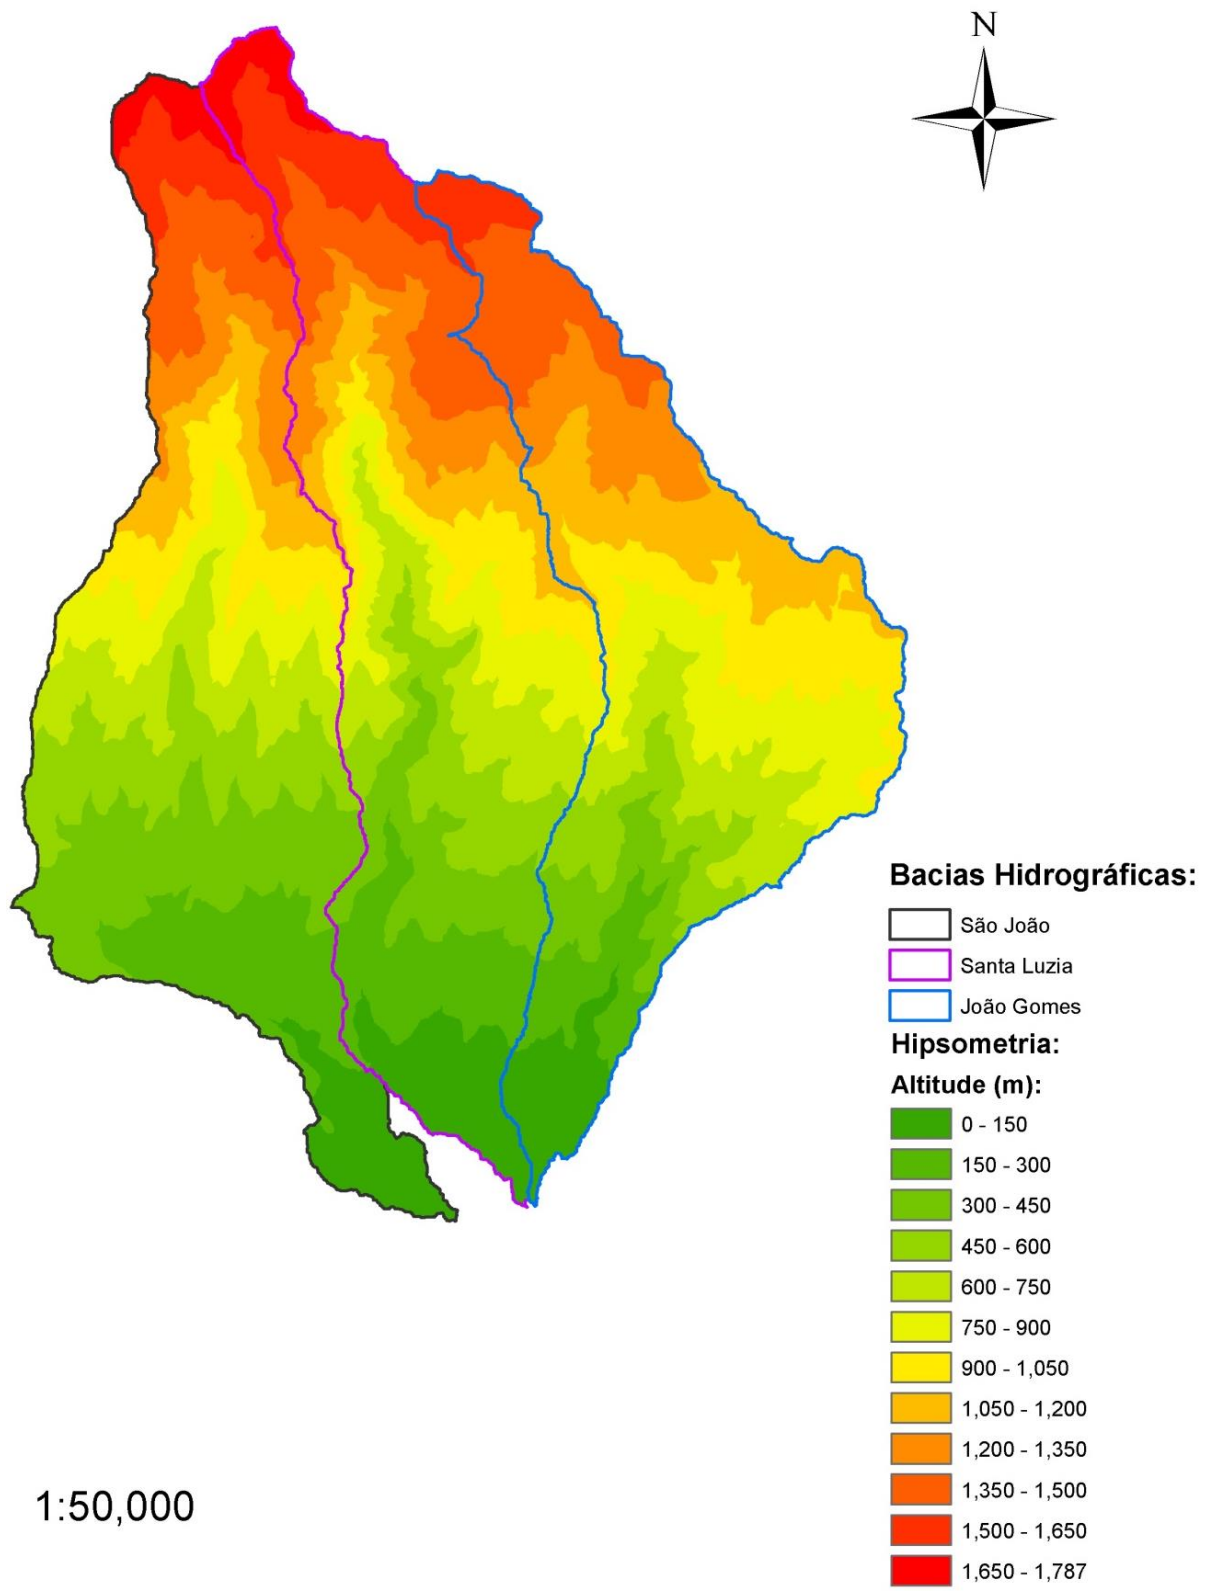 N
Bacias Hidrográficas:
São João
Santa Luzia
João Gomes
Hipsometria:
Altitude (m):
0 - 150
150 - 300
300 - 450
450 - 600
600 - 750
750 - 900
900 - 1,050
1,050 - 1,200
1,200 - 1,350
1,350 - 1,500
1,500 - 1,650
1,650 - 1,787
1:50,000